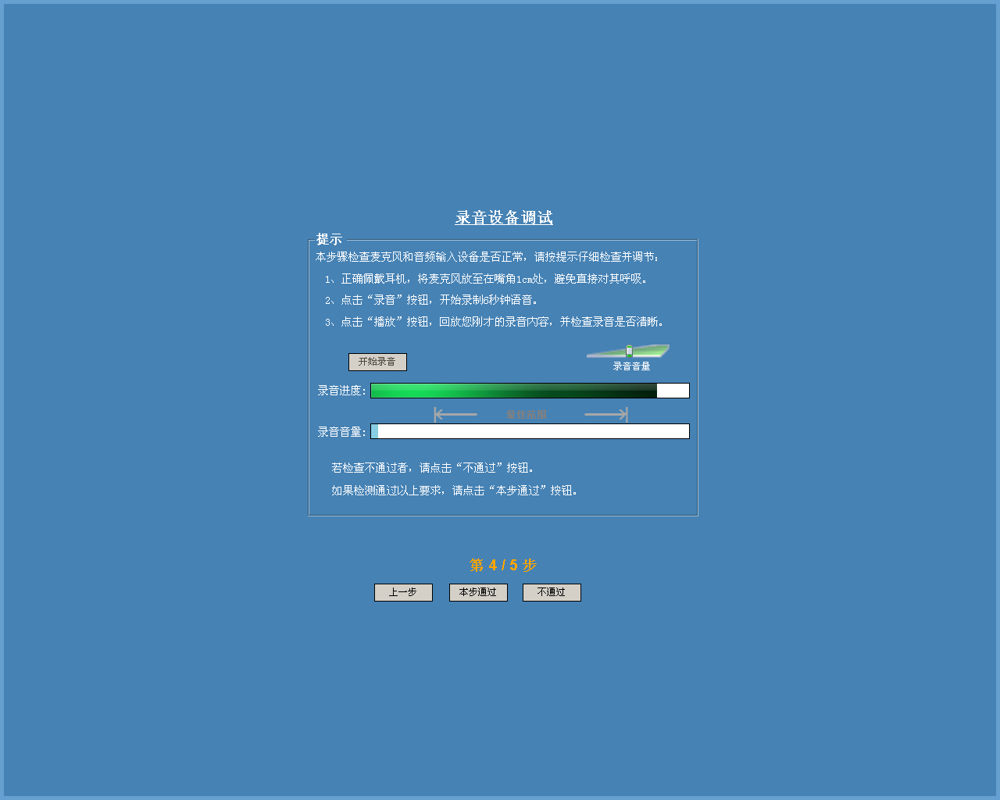 录音设备调试
提示
本步骤检查麦克风和音频输入设备是否正常，请按提示仔细检查并调节：
1、正确佩戴耳机，将麦克风放至在嘴角1cm处，避免直接对其呼吸。
2、点击“录音”按钮，开始录制6秒钟语音。
3、点击“播放”按钮，回放您刚才的录音内容，并检查录音是否清晰。
开始录音
录音音量
录音进度：
最佳范围
录音音量：
若检查不通过者，请点击“不通过”按钮。
如果检测通过以上要求，请点击“本步通过”按钮。
第 4 / 5 步
上一步 本步通过 不通过